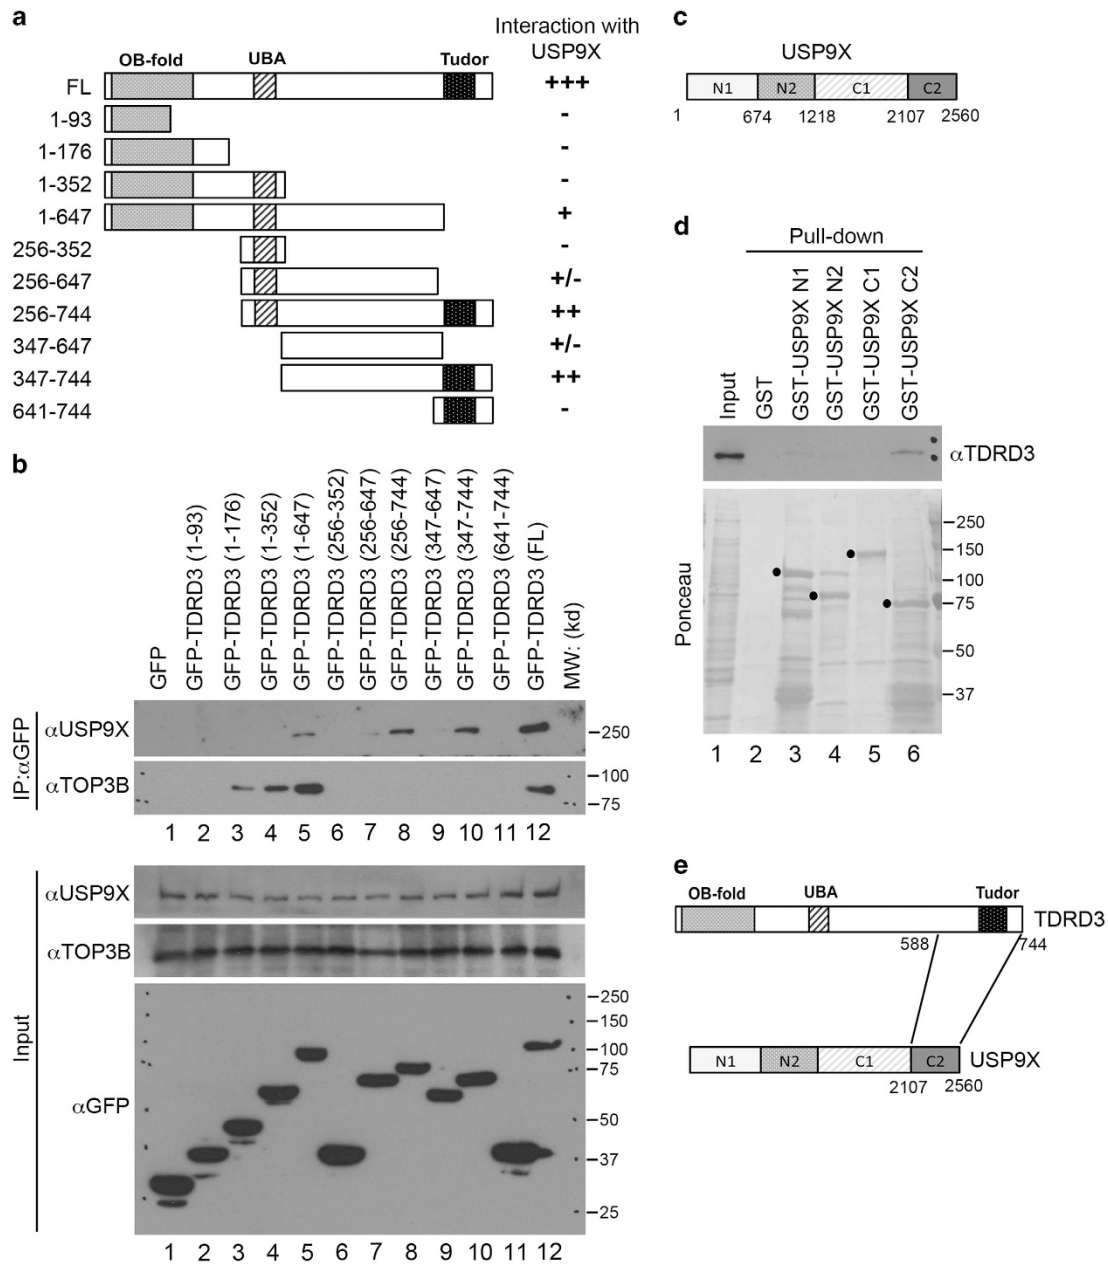 a
Interaction with
USP9X
OB-fold UBA Tudor
FL +++
1-93 -
1-176 -
1-352 -
1-647 +
256-352 -
256-647 +/-
256-744 ++
347-647 +/-
347-744 ++
641-744 -
b
GFP
GFP-TDRD3 (1-93)
GFP-TDRD3 (1-176)
GFP-TDRD3 (1-352)
GFP-TDRD3 (1-647)
GFP-TDRD3 (256-352)
GFP-TDRD3 (256-647)
GFP-TDRD3 (256-744)
GFP-TDRD3 (347-647)
GFP-TDRD3 (347-744)
GFP-TDRD3 (641-744)
GFP-TDRD3 (FL)
MW: (kd)
IP:αGFP
αUSP9X
-250
αTOP3B
-100
-75
1 2 3 4 5 6 7 8 9 10 11 12
Input
αUSP9X
αTOP3B
αGFP
-250
-150
-100
-75
-50
-37
-25
1 2 3 4 5 6 7 8 9 10 11 12
c
USP9X
N1 N2 C1 C2
1 674 1218 2107 2560
d
Pull-down
Input
GST
GST-USP9X N1
GST-USP9X N2
GST-USP9X C1
GST-USP9X C2
αTDRD3
Ponceau
-250
-150
-100
-75
-50
-37
1 2 3 4 5 6
e
OB-fold UBA Tudor
TDRD3
588 744
N1 N2 C1 C2 USP9X
2107 2560